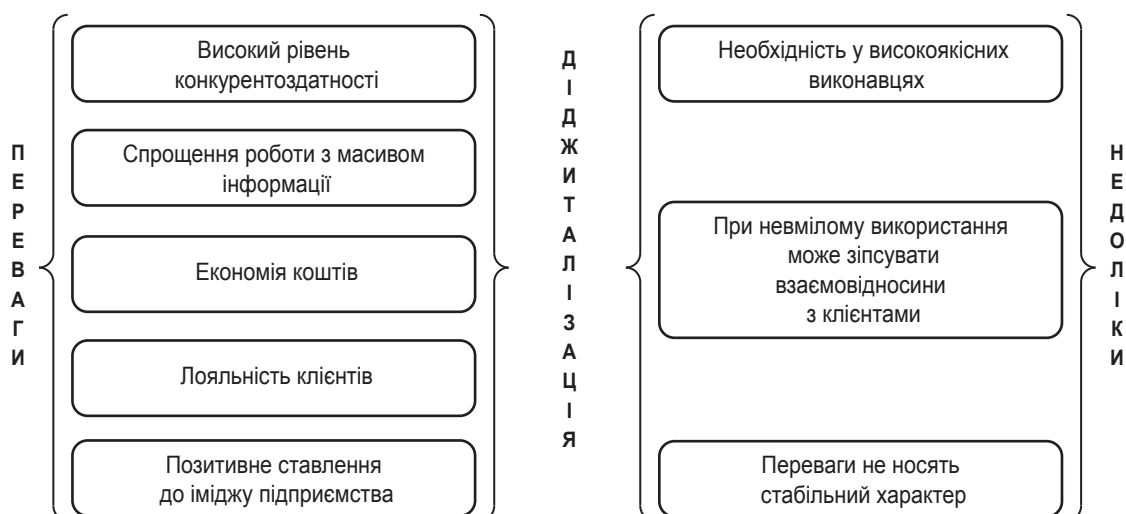 ПЕРЕВАГИ
Високий рівень
конкурентоздатності
Спрощення роботи з масивом
інформації
Економія коштів
Лояльність клієнтів
Позитивне ставлення
до іміджу підприємства
ДІДЖИТАЛІЗАЦІЯ
Необхідність у високоякісних
виконавцях
При невмілому використання
може зіпсувати
взаємовідносини
з клієнтами
Переваги не носять
стабільний характер
НЕДОЛІКИ